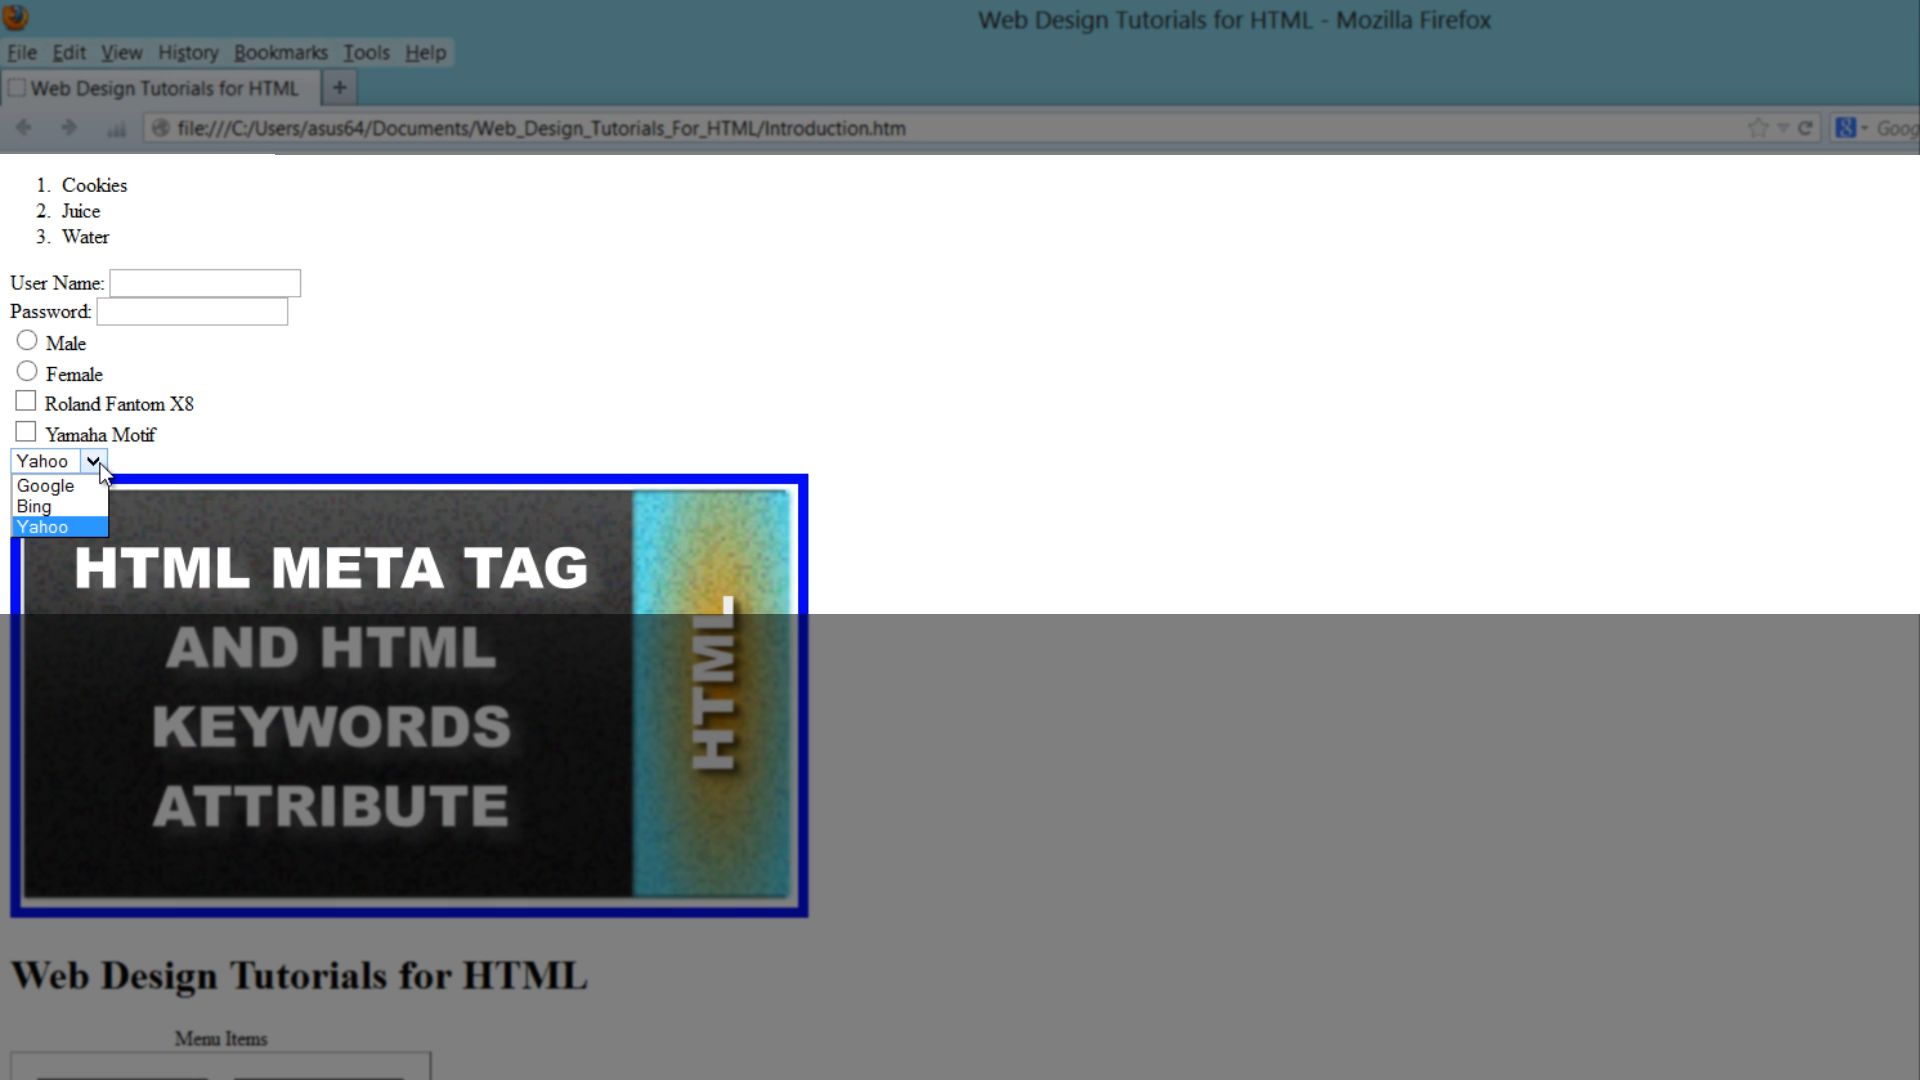 Web Design Tutorials for HTML - Mozilla Firefox
File Edit View History Bookmarks Tools Help
Web Design Tutorials for HTML +
file:///C:/Users/asus64/Documents/Web_Design_Tutorials_For_HTML/Introduction.htm 8 Goog
1. Cookies
2. Juice
3. Water
User Name:
Password:
Male
Female
Roland Fantom X8
Yamaha Motif
Yahoo
Google
Bing
Yahoo
HTML META TAG
AND HTML
KEYWORDS
ATTRIBUTE
HTML
Web Design Tutorials for HTML
Menu Items